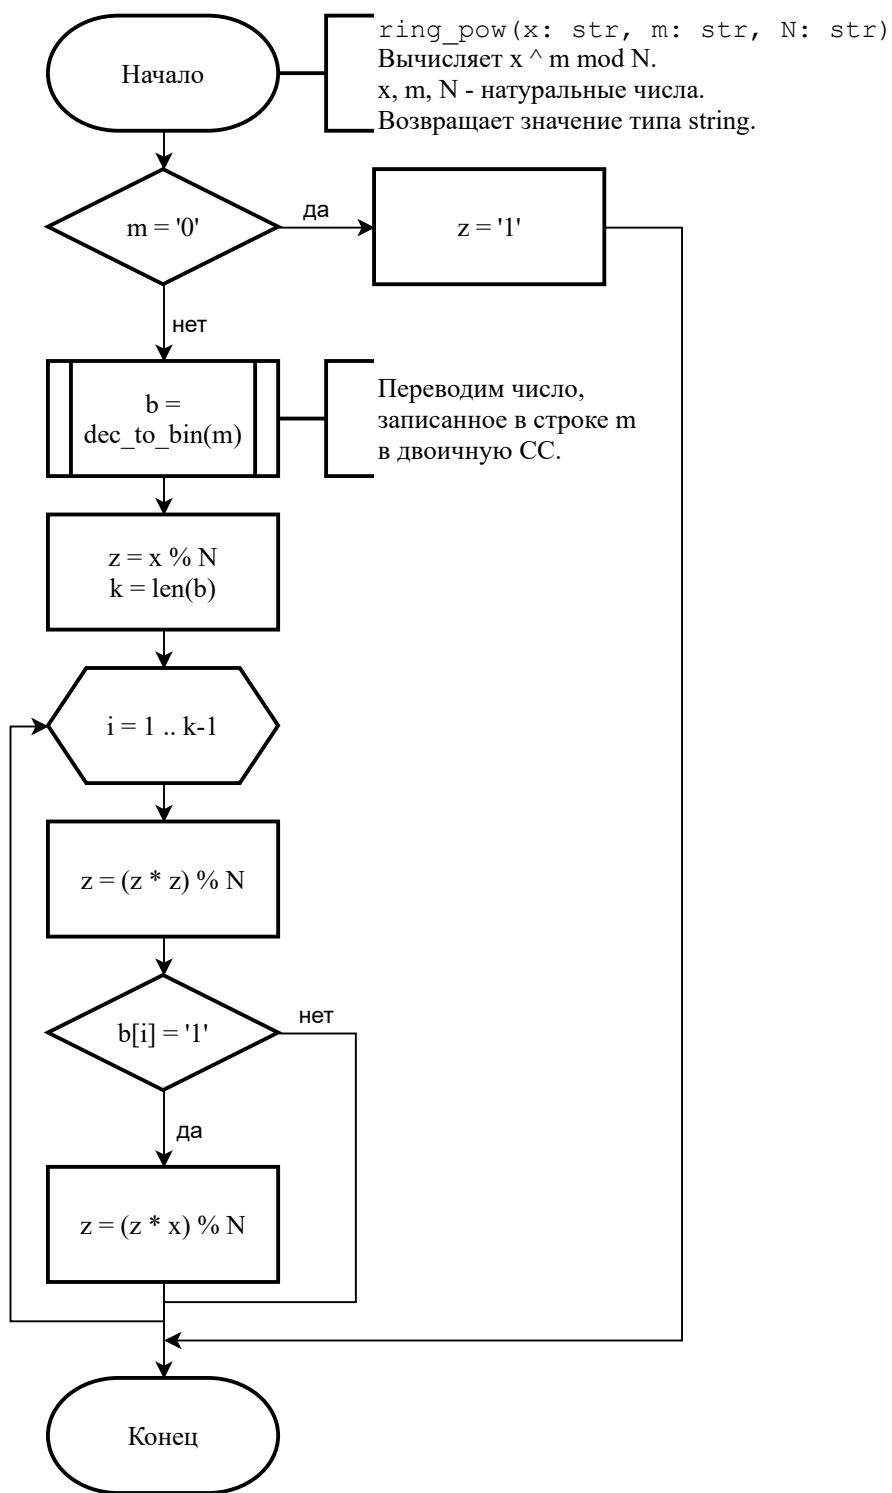 Начало
ring_pow(x: str, m: str, N: str)
Вычисляет x ^ m mod N.
x, m, N - натуральные числа.
Возвращает значение типа string.
m = '0'
да
z = '1'
нет
b =
dec_to_bin(m)
Переводим число,
записанное в строке m
в двоичную СС.
z = x % N
k = len(b)
i = 1 .. k-1
z = (z * z) % N
b[i] = '1'
нет
да
z = (z * x) % N
Конец